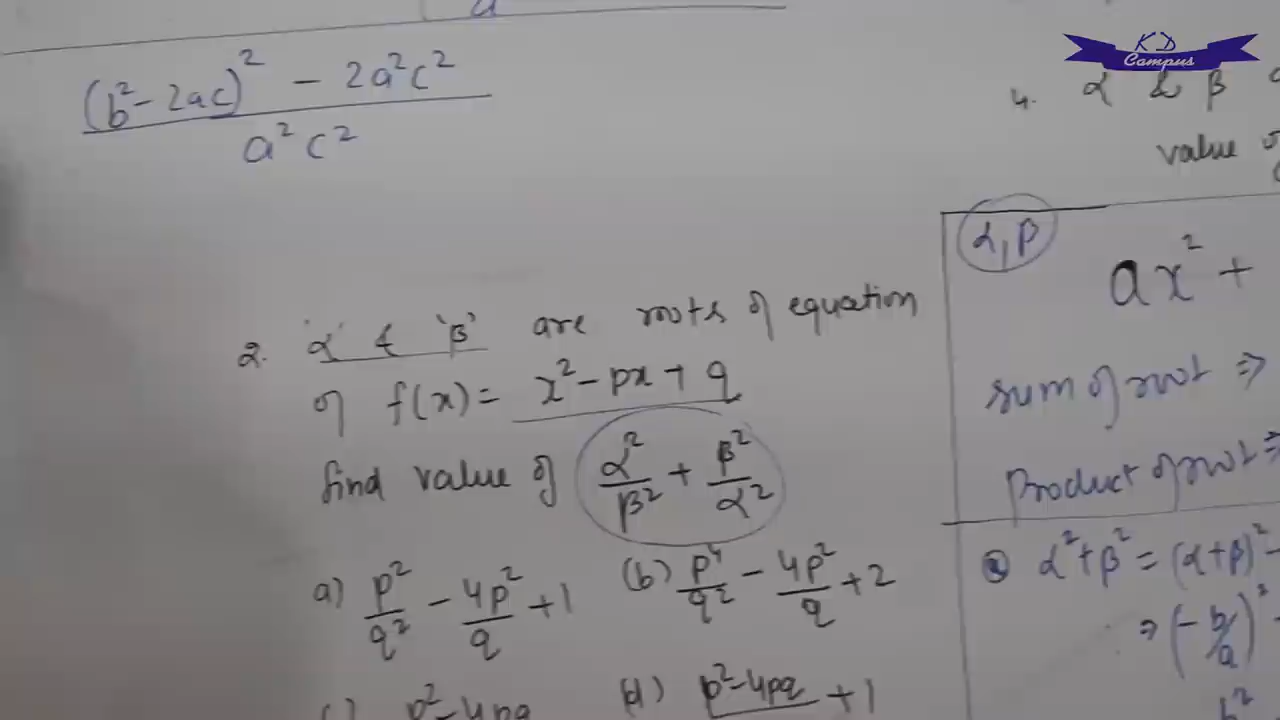 KD
Campus
(b²-2ac)² - 2a²c²
a²c²
2. 'α' & 'β' are roots of equation
of f(x) = x² - px + q
find value of α²/β² + β²/α²
a) p²/q² - 4p²/q + 1 (b) p⁴/q² - 4p²/q + 2
(d) p²-4pq + 1
4. α & β
value
α, β
ax² +
sum of root ⇒
Product of root ⇒
α² + β² = (α+β)² -
⇒ (-b/a)²
b²